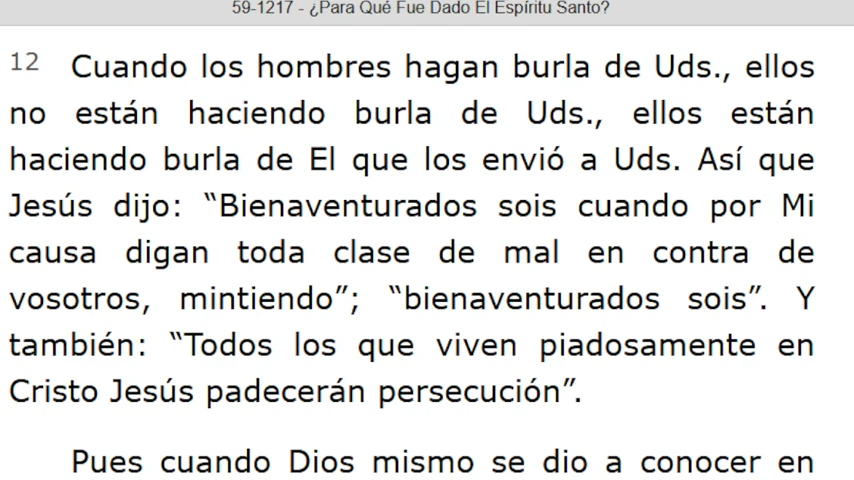 59-1217 - ¿Para Qué Fue Dado El Espíritu Santo?
12 Cuando los hombres hagan burla de Uds., ellos
no están haciendo burla de Uds., ellos están
haciendo burla de El que los envió a Uds. Así que
Jesús dijo: “Bienaventurados sois cuando por Mi
causa digan toda clase de mal en contra de
vosotros, mintiendo”; “bienaventurados sois”. Y
también: “Todos los que viven piadosamente en
Cristo Jesús padecerán persecución”.
Pues cuando Dios mismo se dio a conocer en